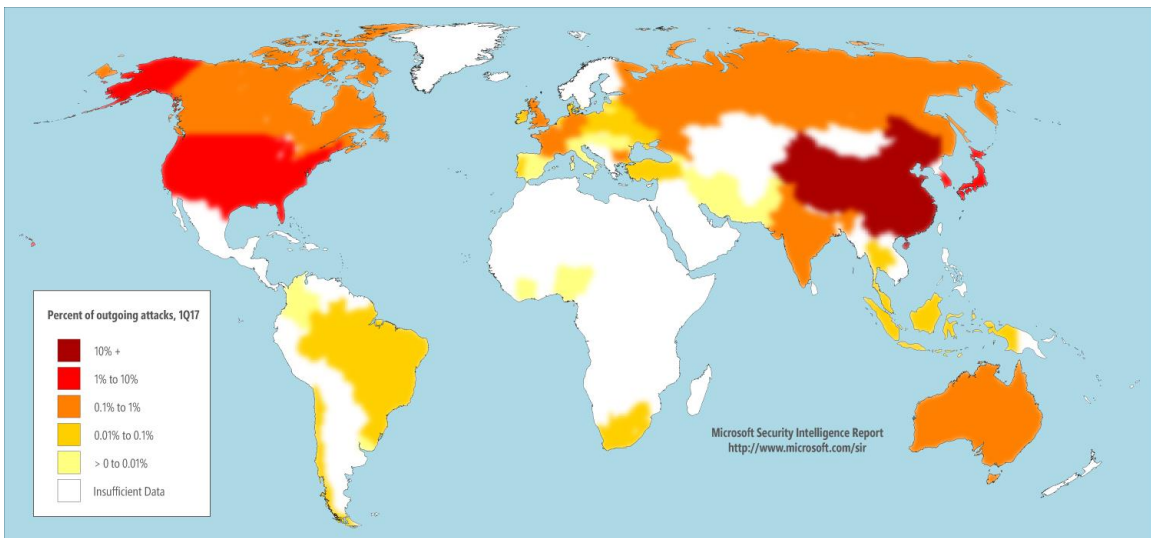 Percent of outgoing attacks, 1Q17
10% +
1% to 10%
0.1% to 1%
0.01% to 0.1%
> 0 to 0.01%
Insufficient Data
Microsoft Security Intelligence Report
http://www.microsoft.com/sir